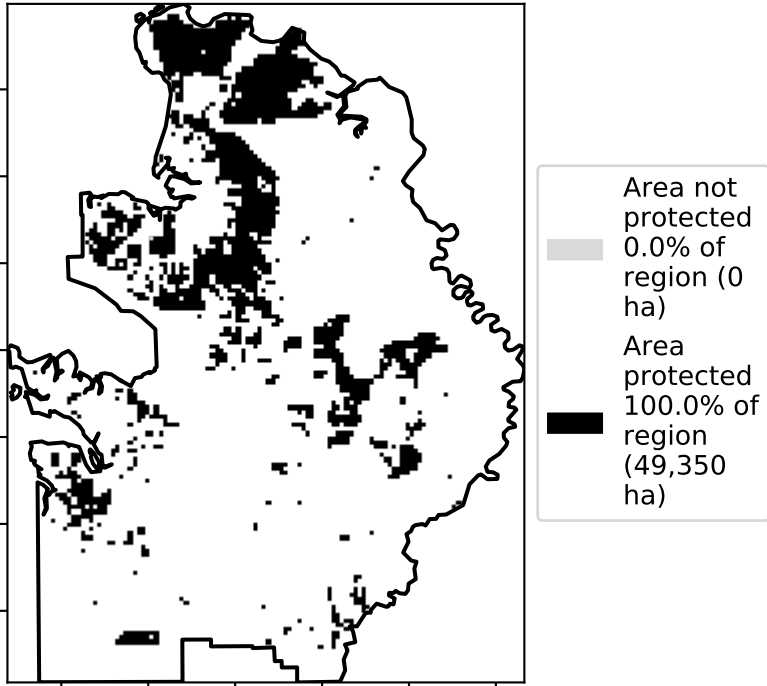 Area not
protected
0.0% of
region (0
ha)
Area
protected
100.0% of
region
(49,350
ha)